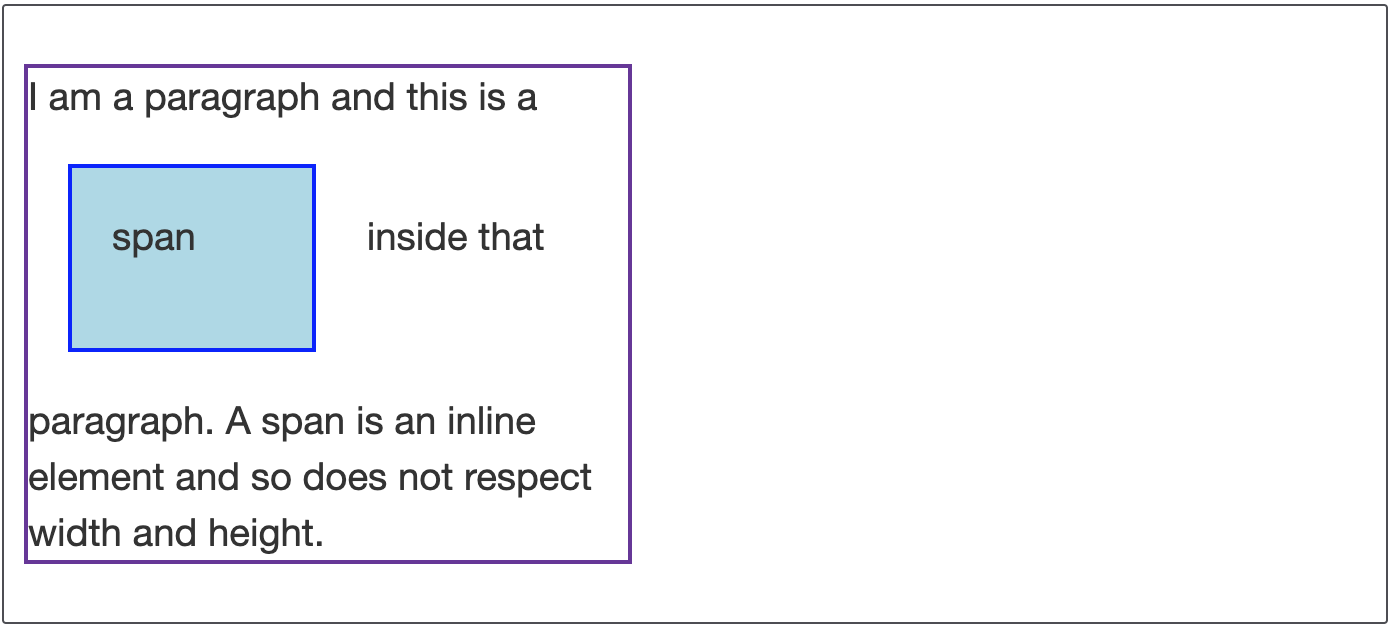 I am a paragraph and this is a
span inside that
paragraph. A span is an inline
element and so does not respect
width and height.